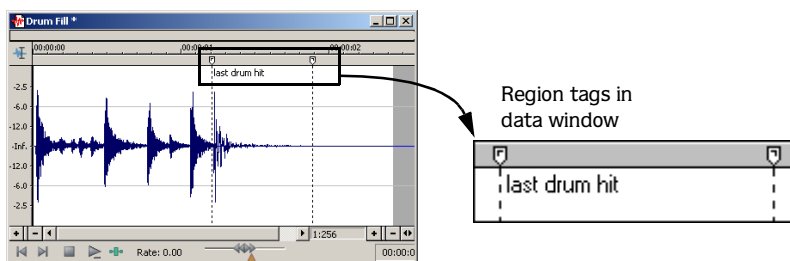 Drum Fill *
00:00:00 00:00:01 00:00:02
last drum hit
-2.5
-6.0
-12.0
-Inf.
-12.0
-6.0
-2.5
1:256
Rate: 0.00 00:00:0
Region tags in
data window
last drum hit